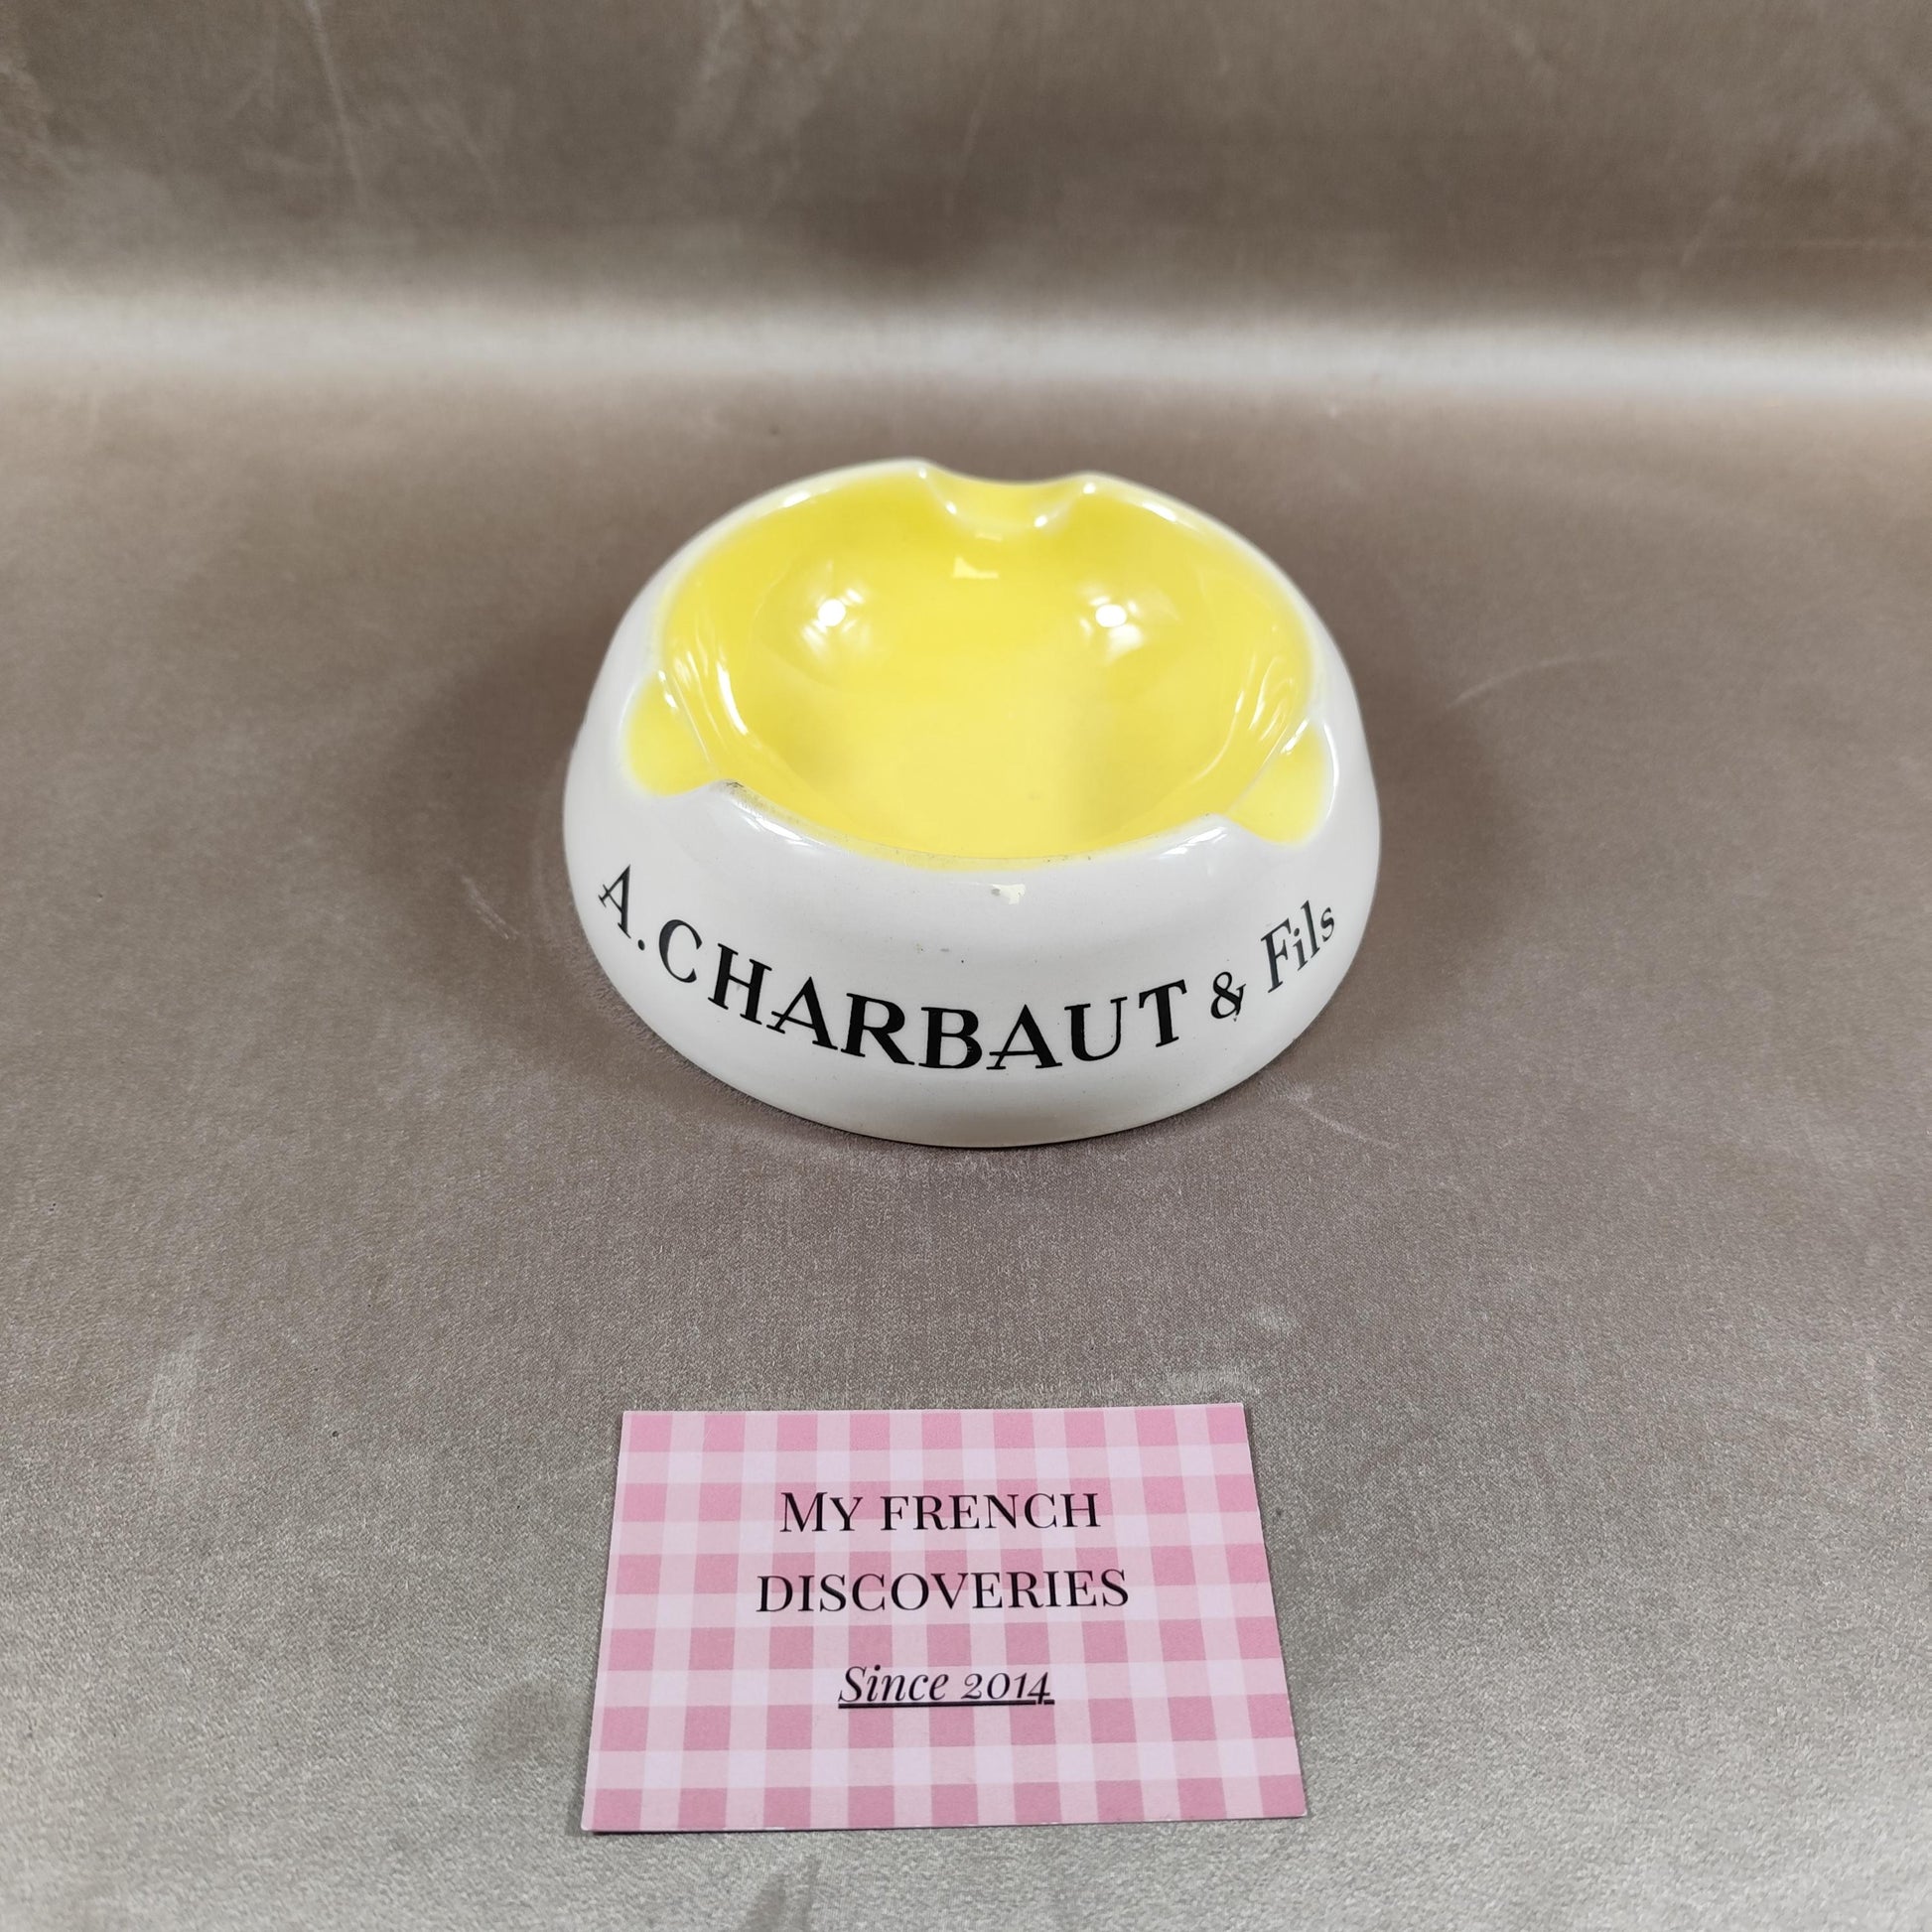 A. CHARBAUT & Fils
MY FRENCH
DISCOVERIES
Since 2014